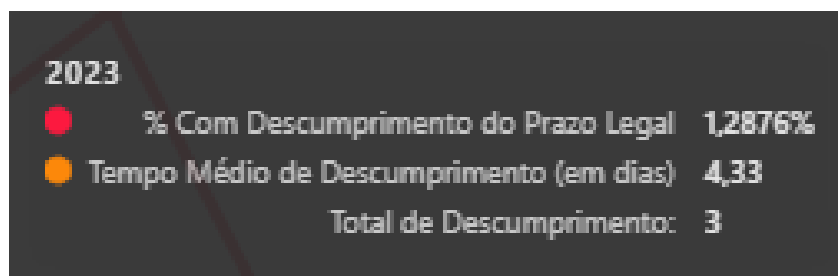 2023
% Com Descumprimento do Prazo Legal 1,2876%
Tempo Médio de Descumprimento (em dias) 4,33
Total de Descumprimento: 3